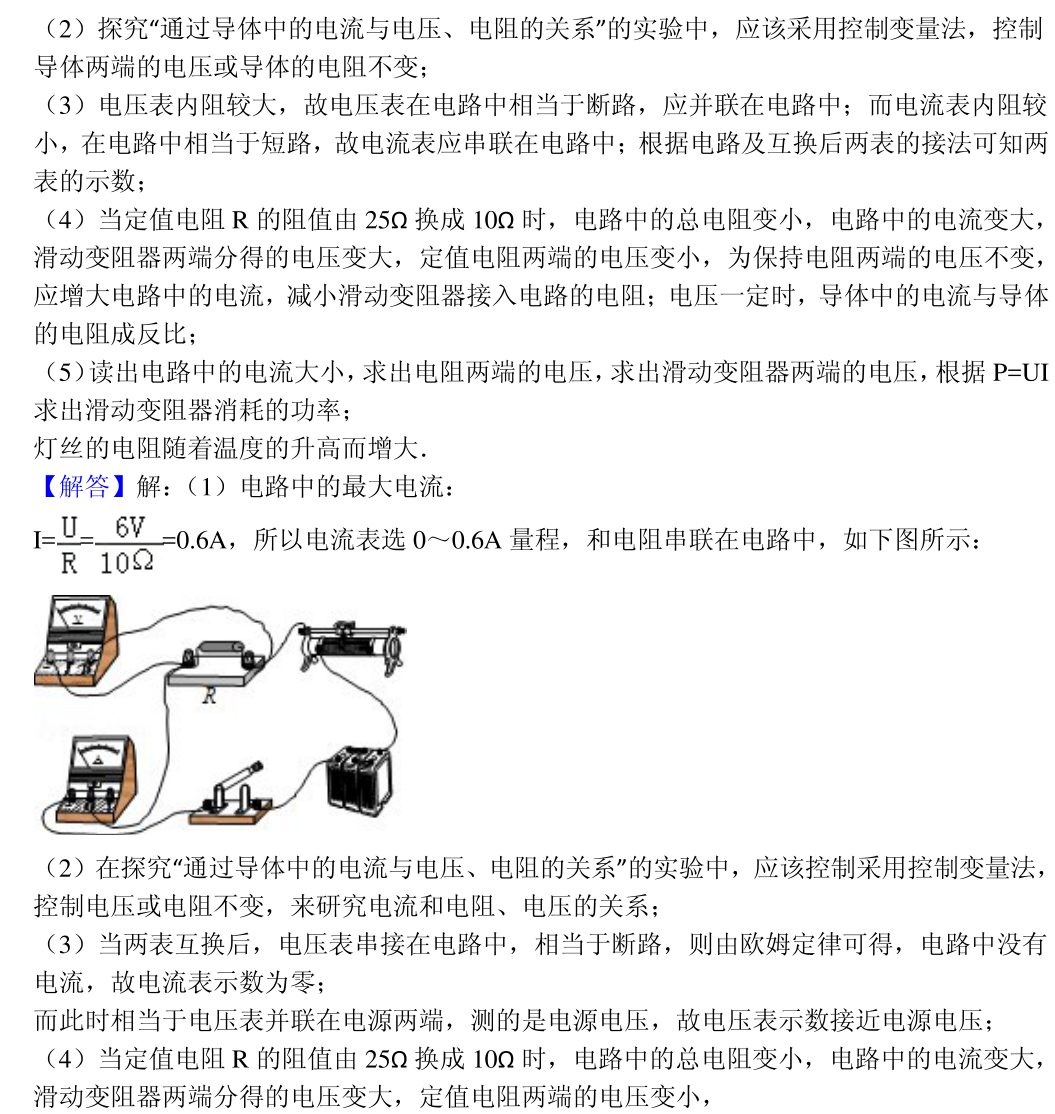 （2）探究“通过导体中的电流与电压、电阻的关系”的实验中，应该采用控制变量法，控制
导体两端的电压或导体的电阻不变；
（3）电压表内阻较大，故电压表在电路中相当于断路，应并联在电路中；而电流表内阻较
小，在电路中相当于短路，故电流表应串联在电路中；根据电路及互换后两表的接法可知两
表的示数；
（4）当定值电阻 R 的阻值由 25Ω 换成 10Ω 时，电路中的总电阻变小，电路中的电流变大，
滑动变阻器两端分得的电压变大，定值电阻两端的电压变小，为保持电阻两端的电压不变，
应增大电路中的电流，减小滑动变阻器接入电路的电阻；电压一定时，导体中的电流与导体
的电阻成反比；
（5）读出电路中的电流大小，求出电阻两端的电压，求出滑动变阻器两端的电压，根据 P=UI
求出滑动变阻器消耗的功率；
灯丝的电阻随着温度的升高而增大．
【解答】解：（1）电路中的最大电流：
I=U/R=6V/10Ω=0.6A，所以电流表选 0～0.6A 量程，和电阻串联在电路中，如下图所示：
V
R
A
（2）在探究“通过导体中的电流与电压、电阻的关系”的实验中，应该控制采用控制变量法，
控制电压或电阻不变，来研究电流和电阻、电压的关系；
（3）当两表互换后，电压表串接在电路中，相当于断路，则由欧姆定律可得，电路中没有
电流，故电流表示数为零；
而此时相当于电压表并联在电源两端，测的是电源电压，故电压表示数接近电源电压；
（4）当定值电阻 R 的阻值由 25Ω 换成 10Ω 时，电路中的总电阻变小，电路中的电流变大，
滑动变阻器两端分得的电压变大，定值电阻两端的电压变小，